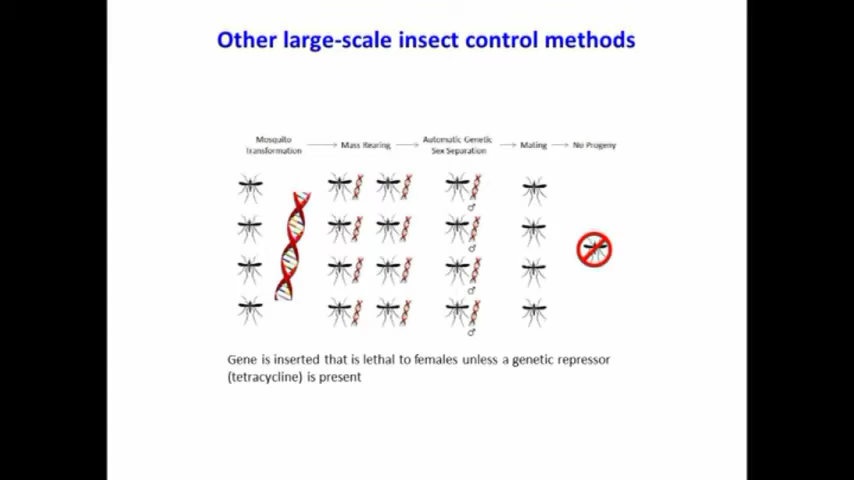 Other large-scale insect control methods
Mosquito Transformation
Mass Rearing
Automatic Genetic Sex Separation
Mating
No Progeny
Gene is inserted that is lethal to females unless a genetic repressor
(tetracycline) is present